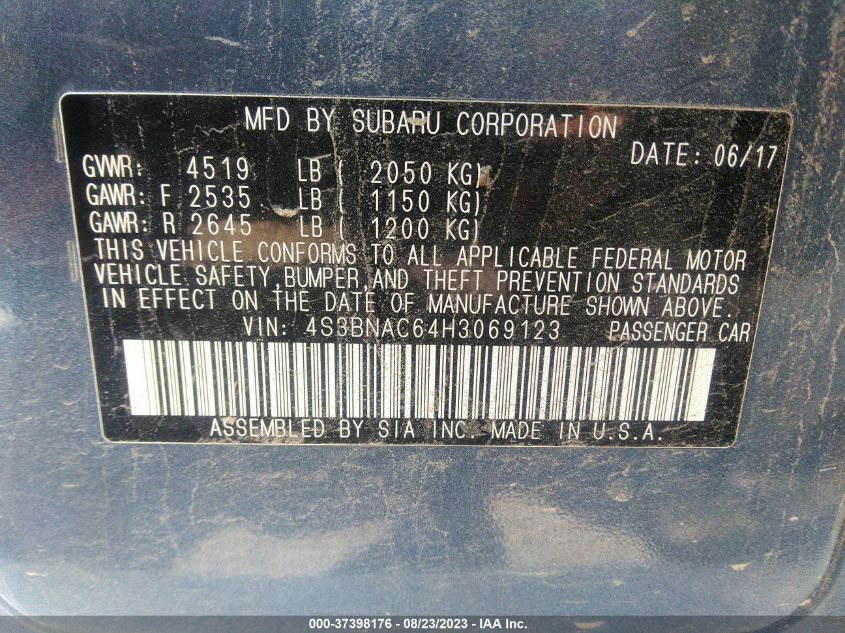 MFD BY SUBARU CORPORATION
DATE: 06/17
GVWR: 4519 LB ( 2050 KG)
GAWR: F 2535 LB ( 1150 KG)
GAWR: R 2645 LB ( 1200 KG)
THIS VEHICLE CONFORMS TO ALL APPLICABLE FEDERAL MOTOR
VEHICLE SAFETY,BUMPER,AND THEFT PREVENTION STANDARDS
IN EFFECT ON THE DATE OF MANUFACTURE SHOWN ABOVE.
VIN: 4S3BNAC64H3069123 PASSENGER CAR
ASSEMBLED BY SIA INC. MADE IN U.S.A.
000-37398176 | 08/23/2023 | IAA Inc.